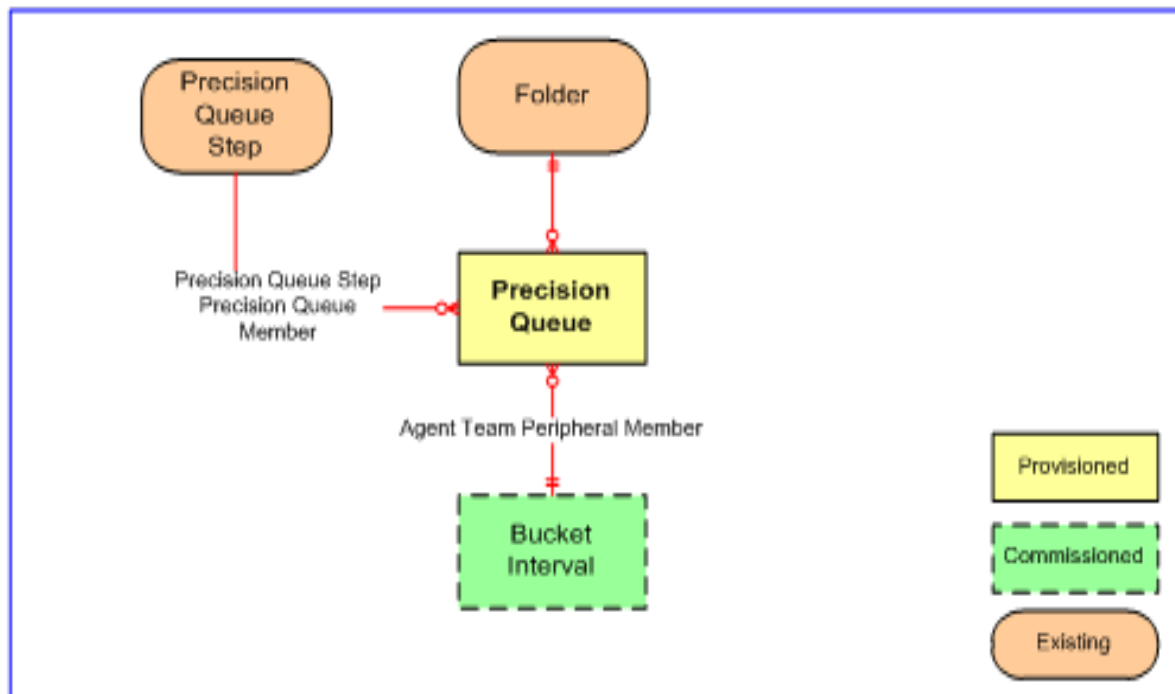 Precision
Queue
Step
Folder
Precision Queue Step
Precision Queue
Member
Precision
Queue
Agent Team Peripheral Member
Bucket
Interval
Provisioned
Commissioned
Existing